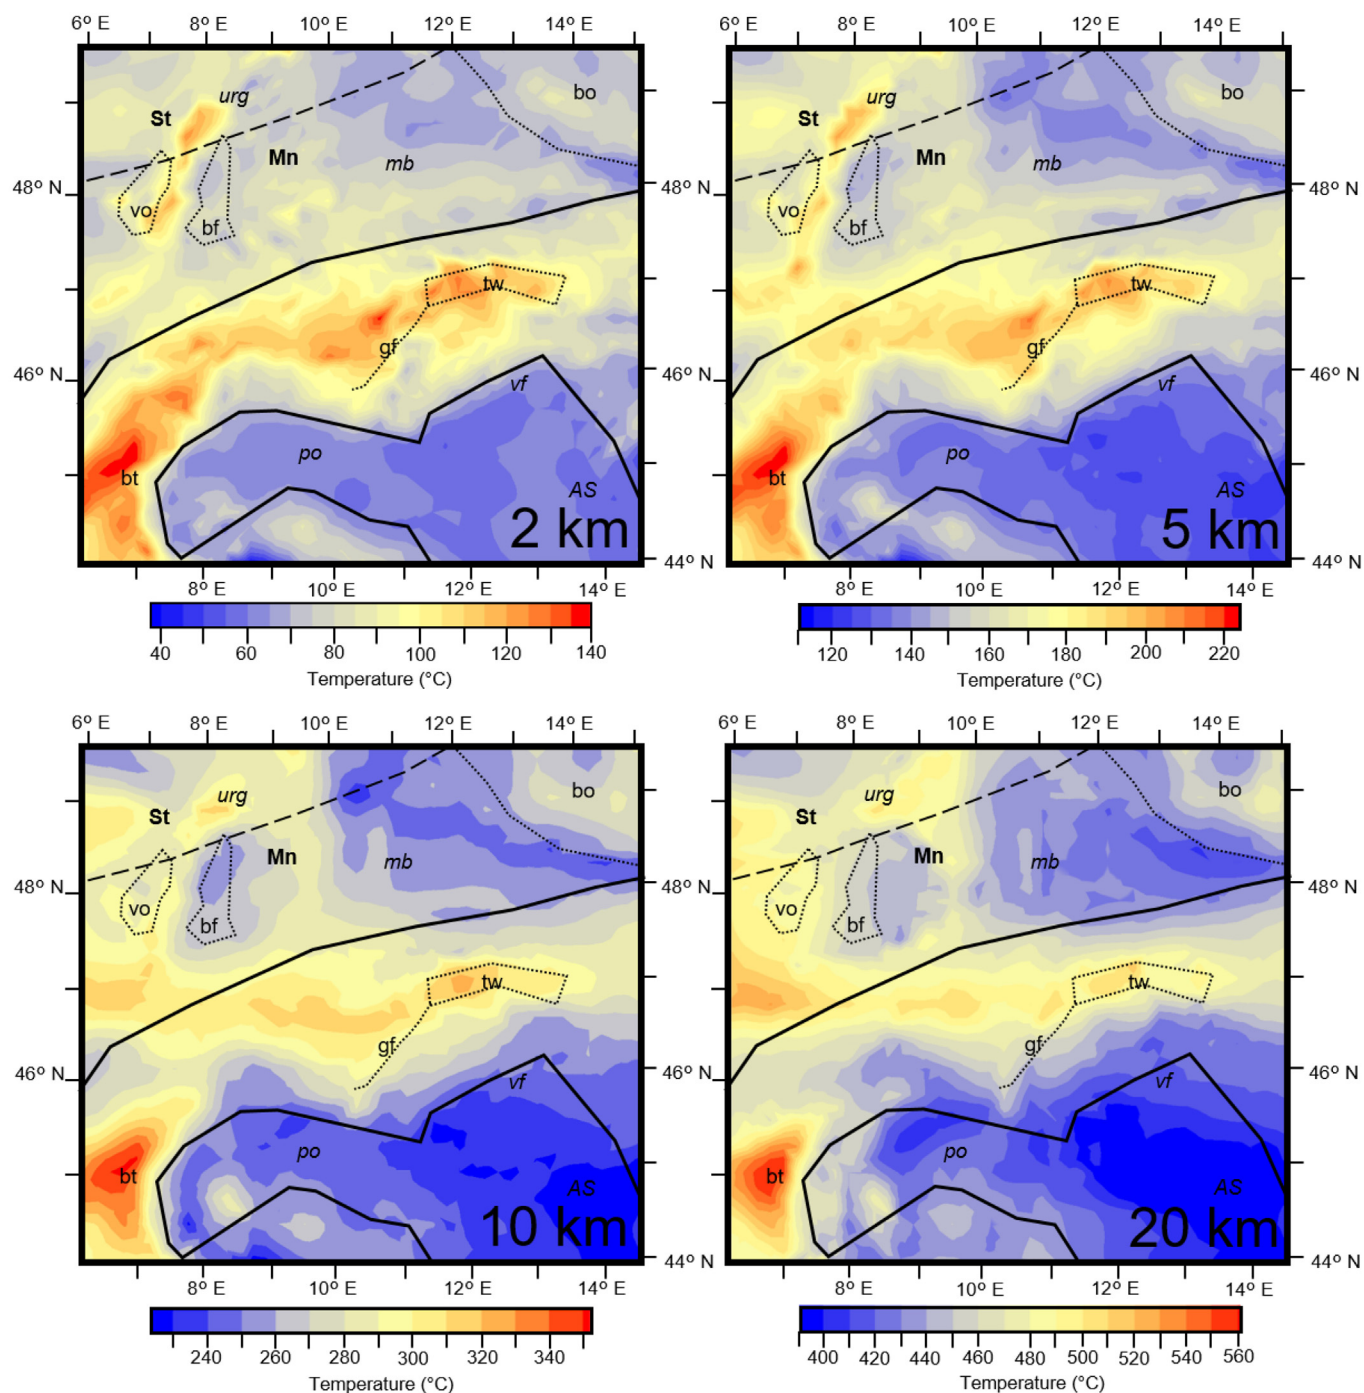 6° E 8° E 10° E 12° E 14° E
6° E 8° E 10° E 12° E 14° E
urg
St
bo
Mn
mb
48° N
vo
bf
tw
gf
46° N
vf
po
bt
AS
2 km
8° E 10° E 12° E 14° E
40 60 80 100 120 140
Temperature (°C)
urg
St
bo
Mn
mb
48° N
vo
bf
tw
gf
46° N
vf
po
bt
AS
5 km
44° N
44° N
8° E 10° E 12° E 14° E
120 140 160 180 200 220
Temperature (°C)
6° E 8° E 10° E 12° E 14° E
6° E 8° E 10° E 12° E 14° E
urg
St
bo
Mn
mb
48° N
vo
bf
tw
gf
46° N
vf
po
bt
AS
10 km
8° E 10° E 12° E 14° E
240 260 280 300 320 340
Temperature (°C)
urg
St
bo
Mn
mb
48° N
vo
bf
tw
gf
46° N
vf
po
bt
AS
20 km
44° N
44° N
8° E 10° E 12° E 14° E
400 420 440 460 480 500 520 540 560
Temperature (°C)